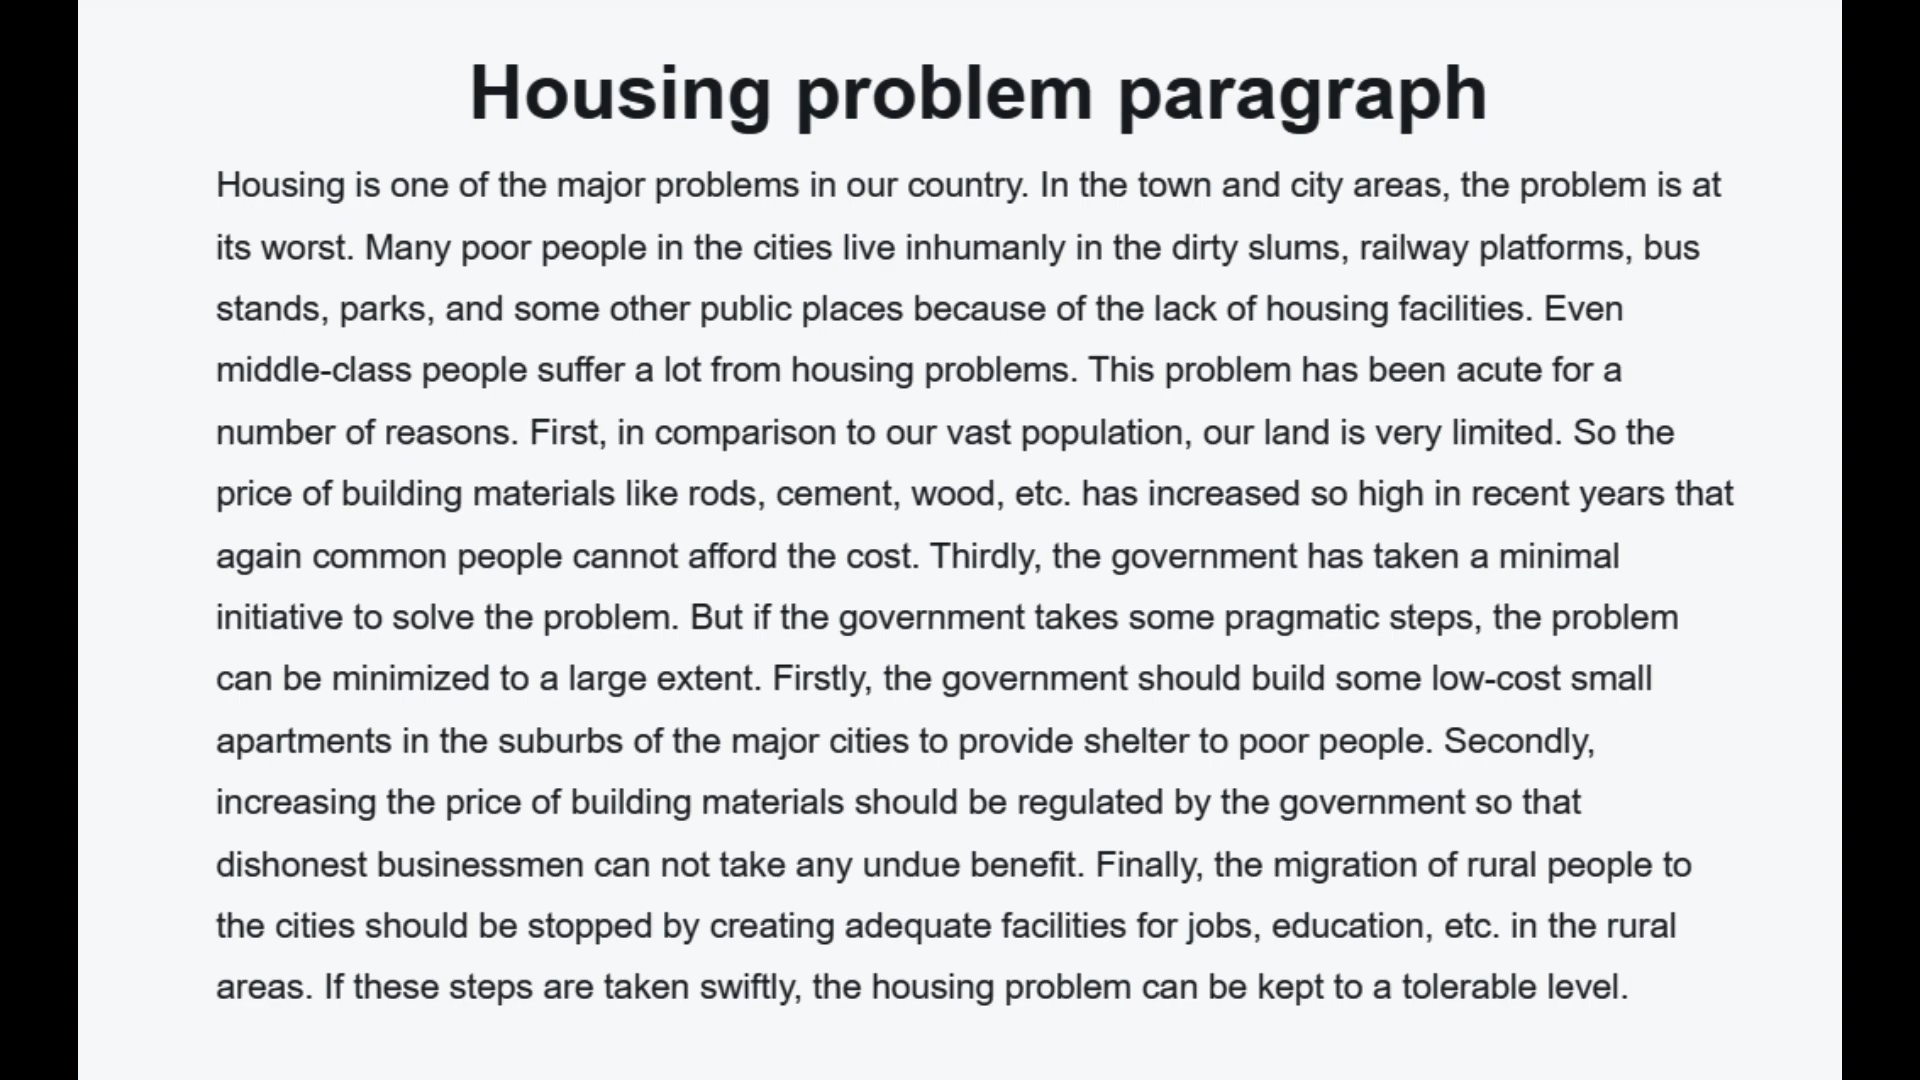 Housing problem paragraph
Housing is one of the major problems in our country. In the town and city areas, the problem is at
its worst. Many poor people in the cities live inhumanly in the dirty slums, railway platforms, bus
stands, parks, and some other public places because of the lack of housing facilities. Even
middle-class people suffer a lot from housing problems. This problem has been acute for a
number of reasons. First, in comparison to our vast population, our land is very limited. So the
price of building materials like rods, cement, wood, etc. has increased so high in recent years that
again common people cannot afford the cost. Thirdly, the government has taken a minimal
initiative to solve the problem. But if the government takes some pragmatic steps, the problem
can be minimized to a large extent. Firstly, the government should build some low-cost small
apartments in the suburbs of the major cities to provide shelter to poor people. Secondly,
increasing the price of building materials should be regulated by the government so that
dishonest businessmen can not take any undue benefit. Finally, the migration of rural people to
the cities should be stopped by creating adequate facilities for jobs, education, etc. in the rural
areas. If these steps are taken swiftly, the housing problem can be kept to a tolerable level.